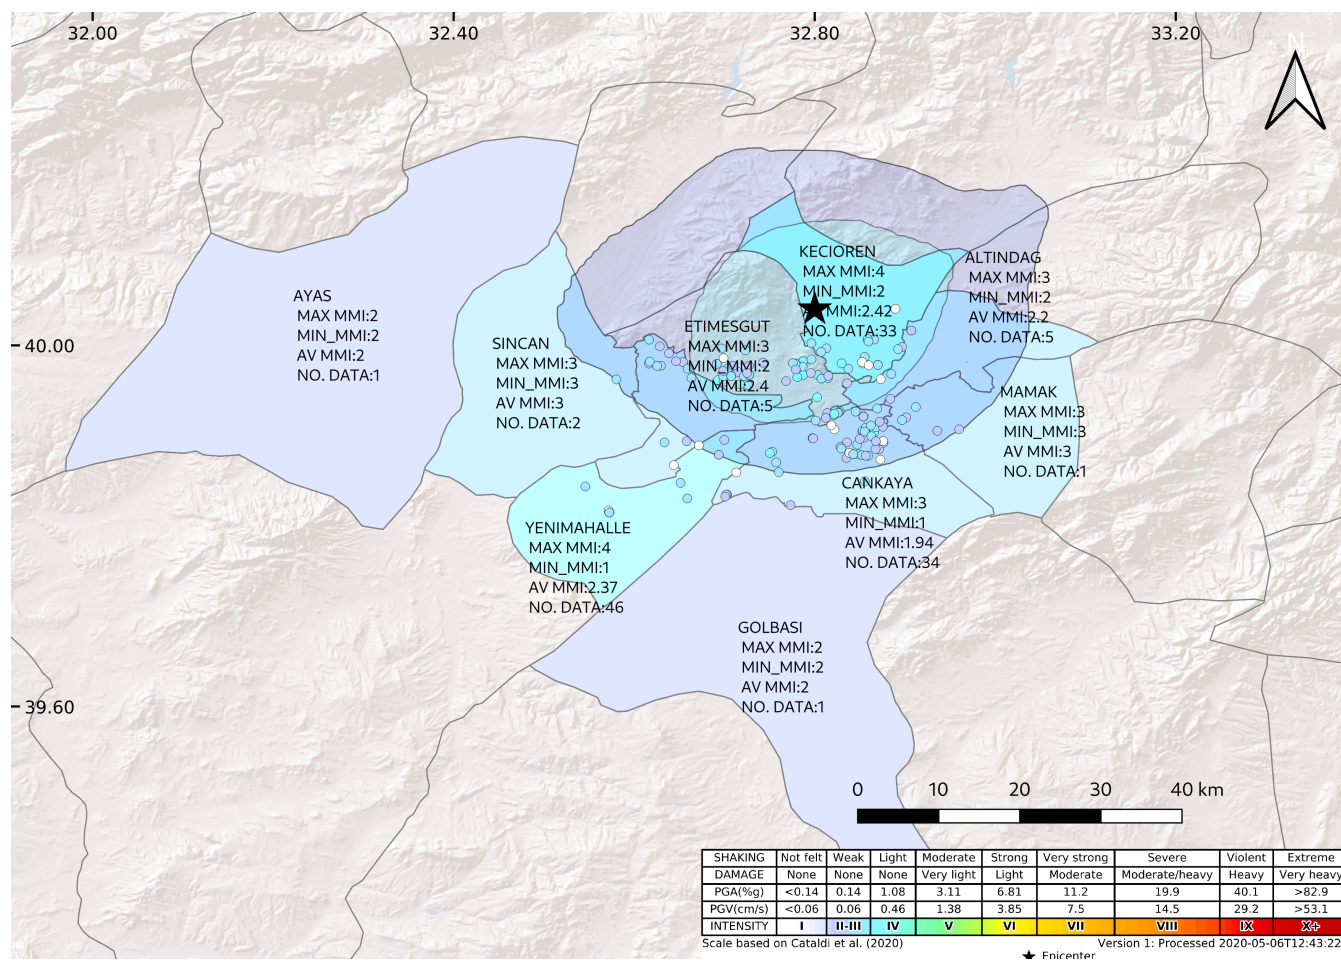 32.00 32.40 32.80 33.20
N
KECIOREN
MAX MMI:4
MIN_MMI:2
AV MMI:2.42
NO. DATA:33
ALTINDAG
MAX MMI:3
MIN_MMI:2
AV MMI:2.2
NO. DATA:5
AYAS
MAX MMI:2
MIN_MMI:2
AV MMI:2
NO. DATA:1
ETIMESGUT
MAX MMI:3
MIN_MMI:2
AV MMI:2.4
NO. DATA:5
SINCAN
MAX MMI:3
MIN_MMI:3
AV MMI:3
NO. DATA:2
40.00
MAMAK
MAX MMI:3
MIN_MMI:3
AV MMI:3
NO. DATA:1
CANKAYA
MAX MMI:3
MIN_MMI:1
AV MMI:1.94
NO. DATA:34
YENIMAHALLE
MAX MMI:4
MIN_MMI:1
AV MMI:2.37
NO. DATA:46
GOLBASI
MAX MMI:2
MIN_MMI:2
AV MMI:2
NO. DATA:1
39.60
0 10 20 30 40 km
SHAKING Not felt Weak Light Moderate Strong Very strong Severe Violent Extreme
DAMAGE None None None Very light Light Moderate Moderate/heavy Heavy Very heavy
PGA(%g) <0.14 0.14 1.08 3.11 6.81 11.2 19.9 40.1 >82.9
PGV(cm/s) <0.06 0.06 0.46 1.38 3.85 7.5 14.5 29.2 >53.1
INTENSITY I II-III IV V VI VII VIII IX X+
Scale based on Cataldi et al. (2020) Version 1: Processed 2020-05-06T12:43:22
Epicenter